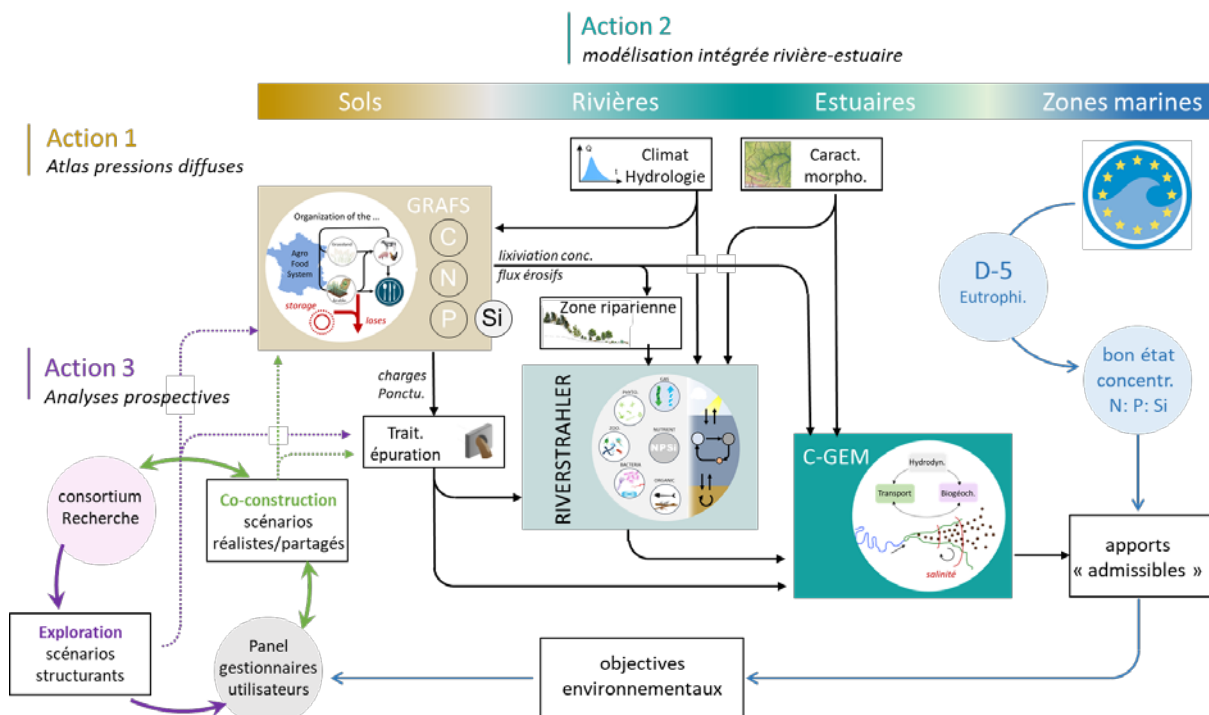 Action 2
modélisation intégrée rivière-estuaire
Sols
Rivières
Estuaires
Zones marines
Action 1
Atlas pressions diffuses
Climat
Hydrologie
Q
t
Caract.
morpho.
GRAFS
Organization of the ...
Agro
Food
System
storage
loses
C
N
P
Si
lixiviation conc.
flux érosifs
Zone riparienne
D-5
Eutrophi.
bon état
concentr.
N: P: Si
Action 3
Analyses prospectives
charges
Ponctu.
Trait.
épuration
RIVERSTRAHLER
PHYTO.
GAS
ZOO.
NUTRIENT
NPSi
BACTERIA
ORGANIC
C-GEM
Hydrodyn.
Transport
Biogéoch.
salinité
consortium
Recherche
Co-construction
scénarios
réalistes/partagés
apports
« admissibles »
Exploration
scénarios
structurants
Panel
gestionnaires
utilisateurs
objectives
environnementaux